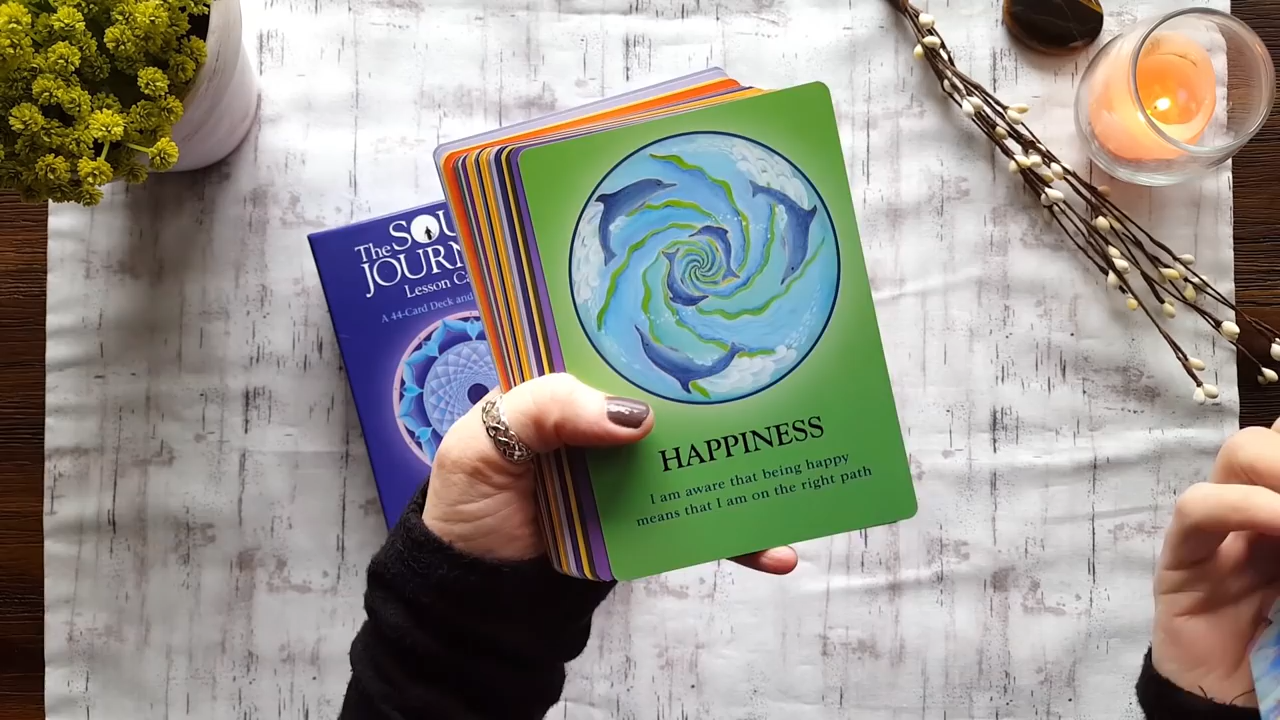 The SOU
JOURN
Lesson Ca
A 44-Card Deck and
HAPPINESS
I am aware that being happy
means that I am on the right path